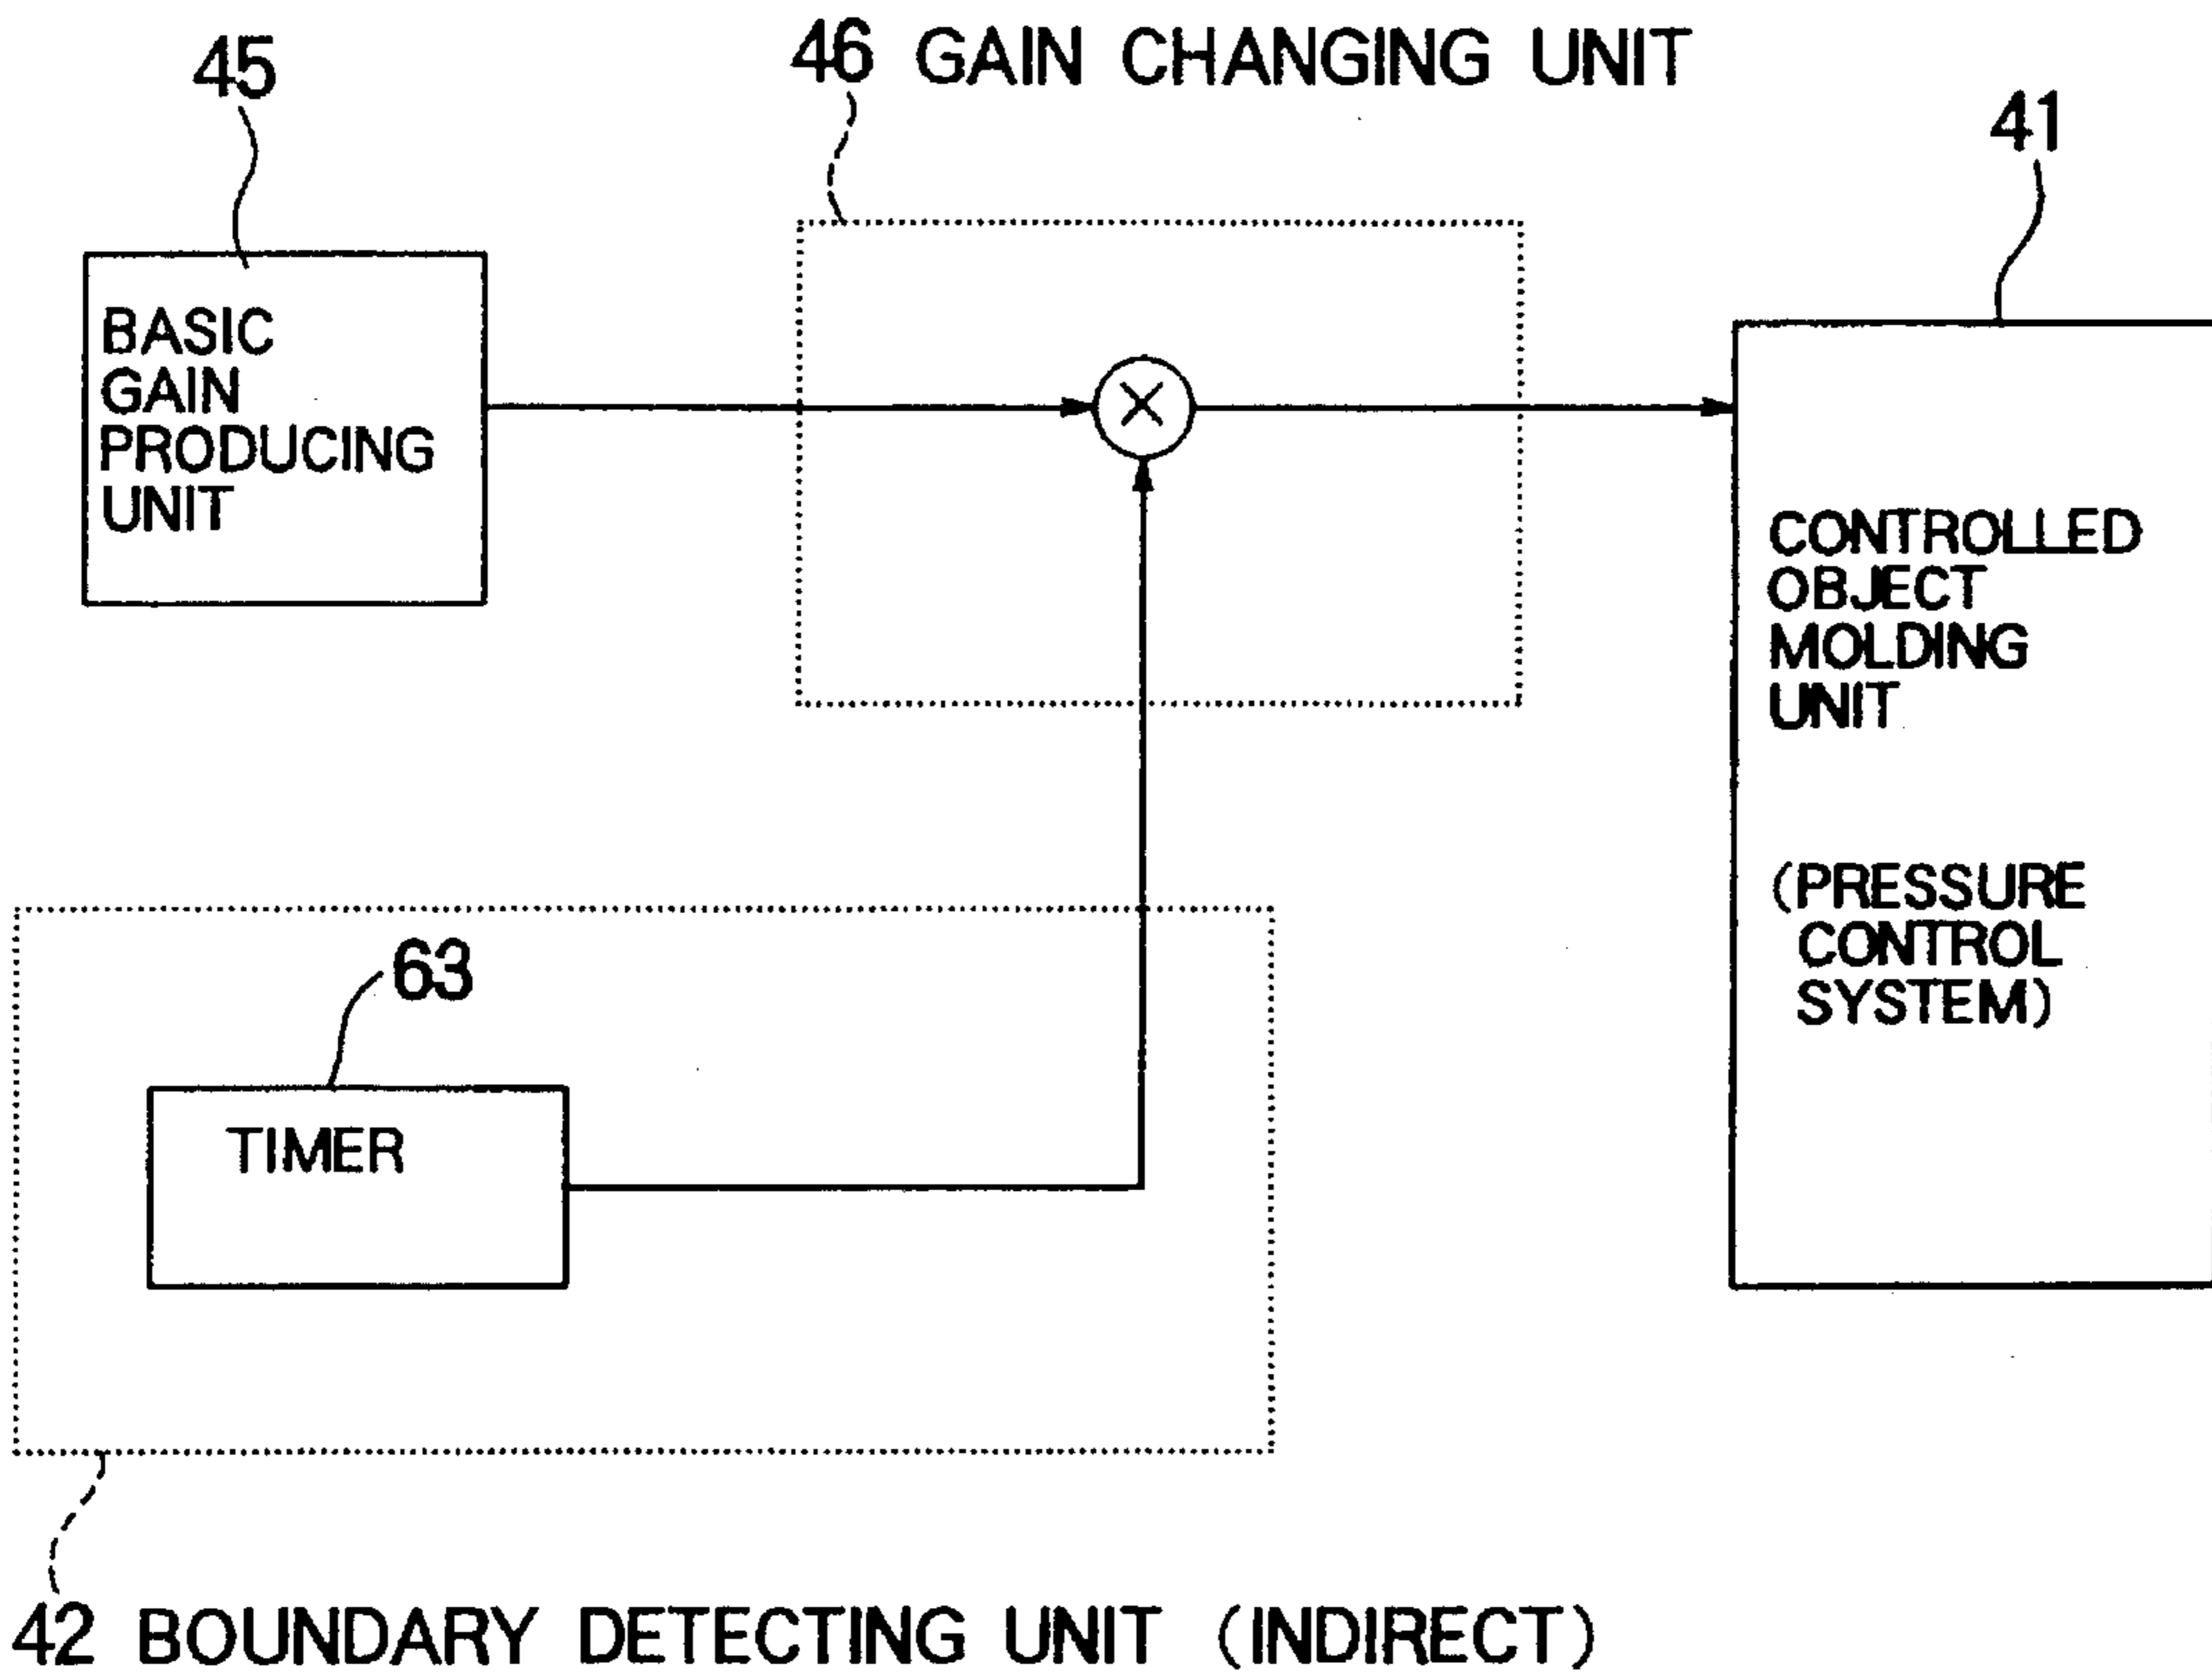 46 GAIN CHANGING UNIT
45
41
BASIC
GAIN
PRODUCING
UNIT
×
CONTROLLED
OBJECT
MOLDING
UNIT
(PRESSURE
CONTROL
SYSTEM)
63
TIMER
42 BOUNDARY DETECTING UNIT (INDIRECT)